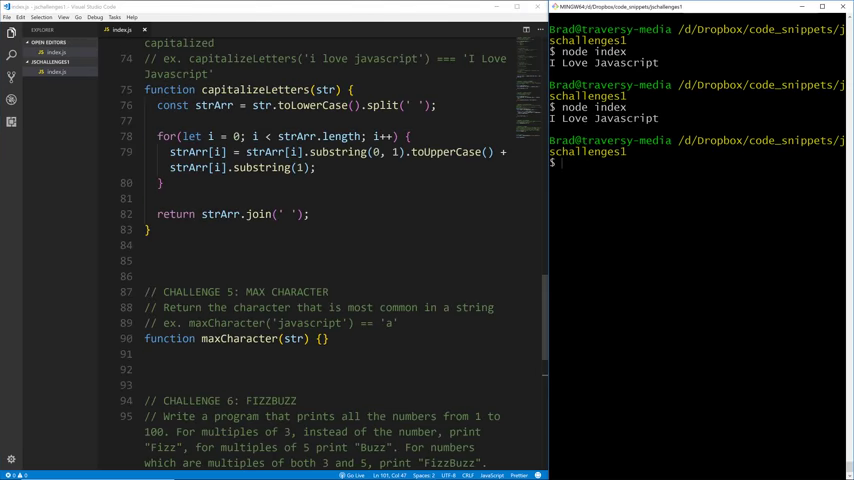 index.js - jschallenges1 - Visual Studio Code
File Edit Selection View Go Debug Tasks Help
EXPLORER
OPEN EDITORS
index.js
JSCHALLENGES1
index.js
index.js
capitalized
74 // ex. capitalizeLetters('i love javascript') === 'I Love
Javascript'
75 function capitalizeLetters(str) {
76 const strArr = str.toLowerCase().split(' ');
77
78 for(let i = 0; i < strArr.length; i++) {
79 strArr[i] = strArr[i].substring(0, 1).toUpperCase() +
strArr[i].substring(1);
80 }
81
82 return strArr.join(' ');
83 }
84
85
86
87 // CHALLENGE 5: MAX CHARACTER
88 // Return the character that is most common in a string
89 // ex. maxCharacter('javascript') == 'a'
90 function maxCharacter(str) {}
91
92
93
94 // CHALLENGE 6: FIZZBUZZ
95 // Write a program that prints all the numbers from 1 to
100. For multiples of 3, instead of the number, print
"Fizz", for multiples of 5 print "Buzz". For numbers
which are multiples of both 3 and 5, print "FizzBuzz".
0 0
Go Live Ln 101, Col 47 Spaces: 2 UTF-8 CRLF JavaScript Prettier
MINGW64:/d/Dropbox/code_snippets/jschallenges1
Brad@traversy-media /d/Dropbox/code_snippets/j
schallenges1
$ node index
I Love Javascript
Brad@traversy-media /d/Dropbox/code_snippets/j
schallenges1
$ node index
I Love Javascript
Brad@traversy-media /d/Dropbox/code_snippets/j
schallenges1
$